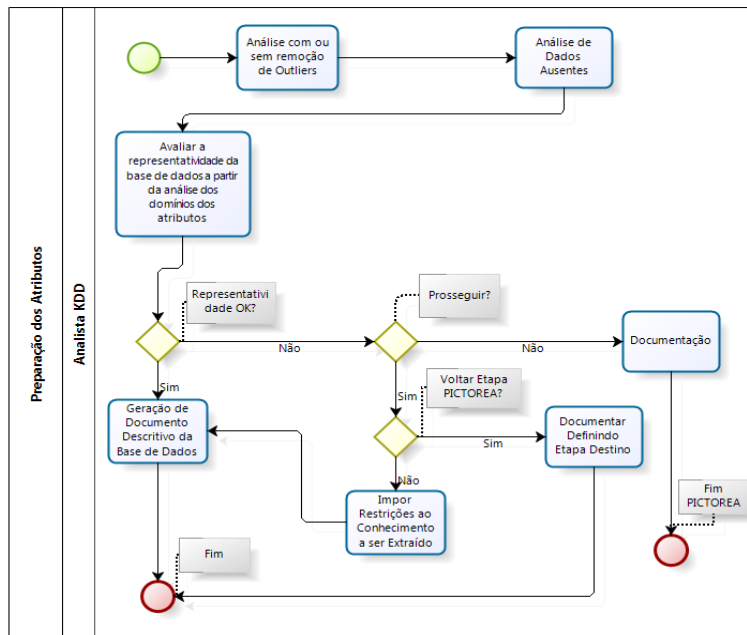 Preparação dos Atributos
Analista KDD
Análise com ou
sem remoção
de Outliers
Análise de
Dados
Ausentes
Avaliar a
representatividade da
base de dados a partir
da análise dos
domínios dos
atributos
Representativi
dade OK?
Prosseguir?
Não
Não
Documentação
Sim
Sim
Voltar Etapa
PICTOREA?
Geração de
Documento
Descritivo da
Base de Dados
Sim
Documentar
Definindo
Etapa Destino
Não
Impor
Restrições ao
Conhecimento
a ser Extraído
Fim
PICTOREA
Fim